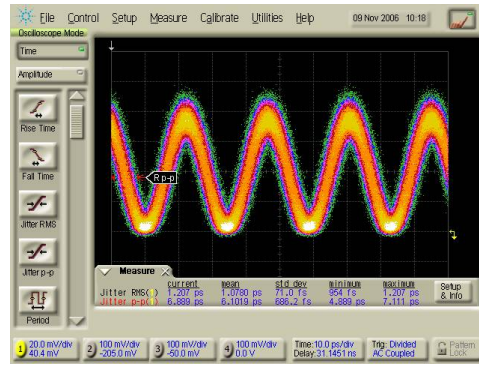 File Control Setup Measure Calibrate Utilities Help 09 Nov 2006 10:18
Oscilloscope Mode
Time
Amplitude
Rise Time
Fall Time
Jitter RMS
Jitter p-p
Period
R p-p
Measure
current mean std dev minimum maximum
Jitter RMS(1) 1.207 ps 1.0780 ps 71.0 fs 954 fs 1.207 ps
Jitter p-p(1) 6.889 ps 6.1019 ps 686.2 fs 4.889 ps 7.111 ps
Setup
& Info
1 20.0 mV/div
40.4 mV
2 100 mV/div
-205.0 mV
3 100 mV/div
-50.0 mV
4 100 mV/div
0.0 V
Time:10.0 ps/div
Delay:31.1451 ns
Trig: Divided
AC Coupled
Pattern
Lock